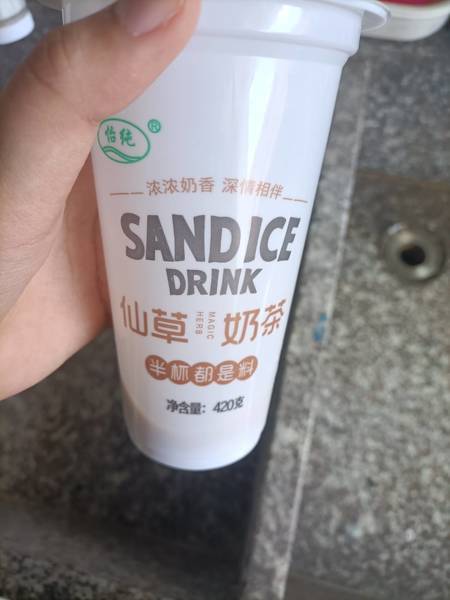 怡纯®
浓浓奶香 深情相伴
SANDICE
DRINK
仙草 MAGIC HERB 奶茶
半杯都是料
净含量: 420克